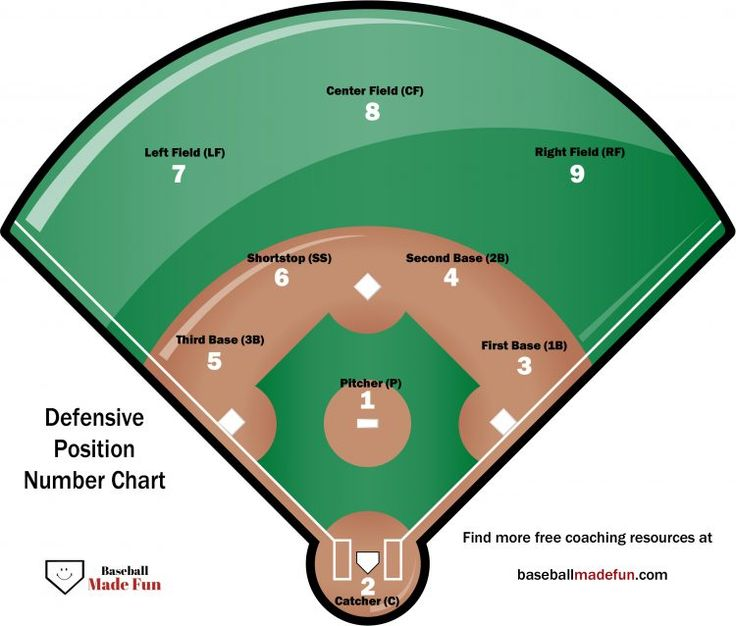 Center Field (CF)
8
Left Field (LF)
7
Right Field (RF)
9
Shortstop (SS)
6
Second Base (2B)
4
Third Base (3B)
5
First Base (1B)
3
Pitcher (P)
1
Defensive
Position
Number Chart
Find more free coaching resources at
baseballmadefun.com
Baseball
Made Fun
2
Catcher (C)